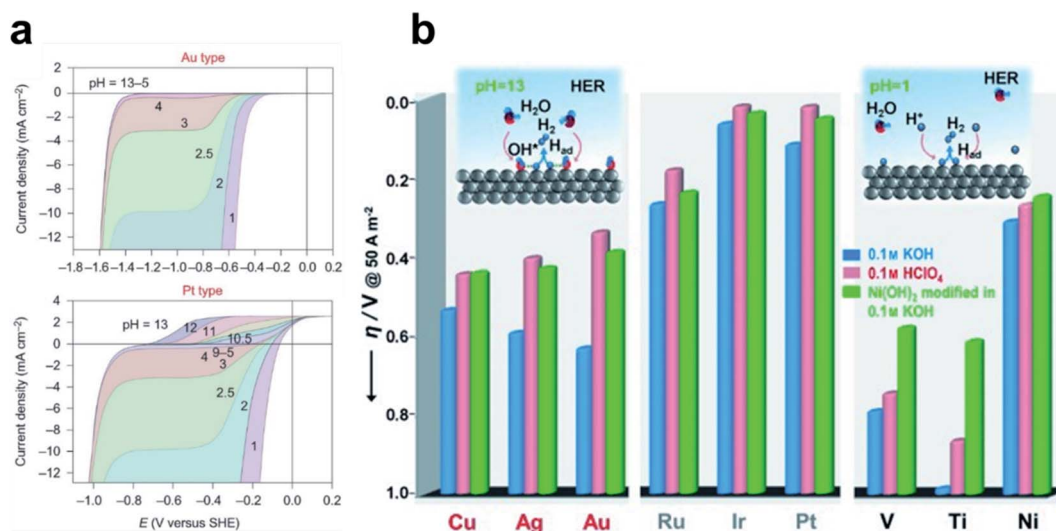 a
Au type
2
0
−2
−4
−6
−8
−10
−12
Current density (mA cm−2)
pH = 13–5
4
3
2.5
2
1
−1.8 −1.6 −1.4 −1.2 −1.0 −0.8 −0.6 −0.4 −0.2 0.0 0.2
Pt type
4
2
0
−2
−4
−6
−8
−10
−12
Current density (mA cm−2)
pH = 13
12
11
10.5
9–5
4
3
2.5
2
1
−1.0 −0.8 −0.6 −0.4 −0.2 0.0 0.2
E (V versus SHE)
b
0.0
0.2
0.4
0.6
0.8
1.0
η / V @ 50 A m-2
pH=13
HER
H2O
H2
OH*
Had
pH=1
HER
H2O
H*
H2
Had
0.1M KOH
0.1M HClO4
Ni(OH)2 modified in
0.1M KOH
Cu Ag Au Ru Ir Pt V Ti Ni